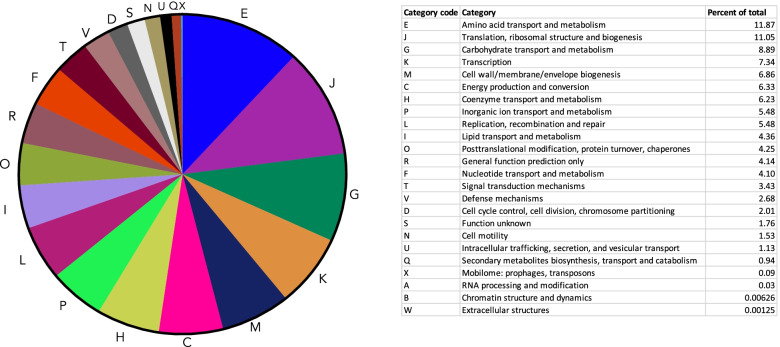 E
J
G
K
M
C
H
P
L
I
O
R
F
T
V
D
S
N
U
Q
X
Category code Category Percent of total
E Amino acid transport and metabolism 11.87
J Translation, ribosomal structure and biogenesis 11.05
G Carbohydrate transport and metabolism 8.89
K Transcription 7.34
M Cell wall/membrane/envelope biogenesis 6.86
C Energy production and conversion 6.33
H Coenzyme transport and metabolism 6.23
P Inorganic ion transport and metabolism 5.48
L Replication, recombination and repair 5.48
I Lipid transport and metabolism 4.36
O Posttranslational modification, protein turnover, chaperones 4.25
R General function prediction only 4.14
F Nucleotide transport and metabolism 4.10
T Signal transduction mechanisms 3.43
V Defense mechanisms 2.68
D Cell cycle control, cell division, chromosome partitioning 2.01
S Function unknown 1.76
N Cell motility 1.53
U Intracellular trafficking, secretion, and vesicular transport 1.13
Q Secondary metabolites biosynthesis, transport and catabolism 0.94
X Mobilome: prophages, transposons 0.09
A RNA processing and modification 0.03
B Chromatin structure and dynamics 0.00626
W Extracellular structures 0.00125